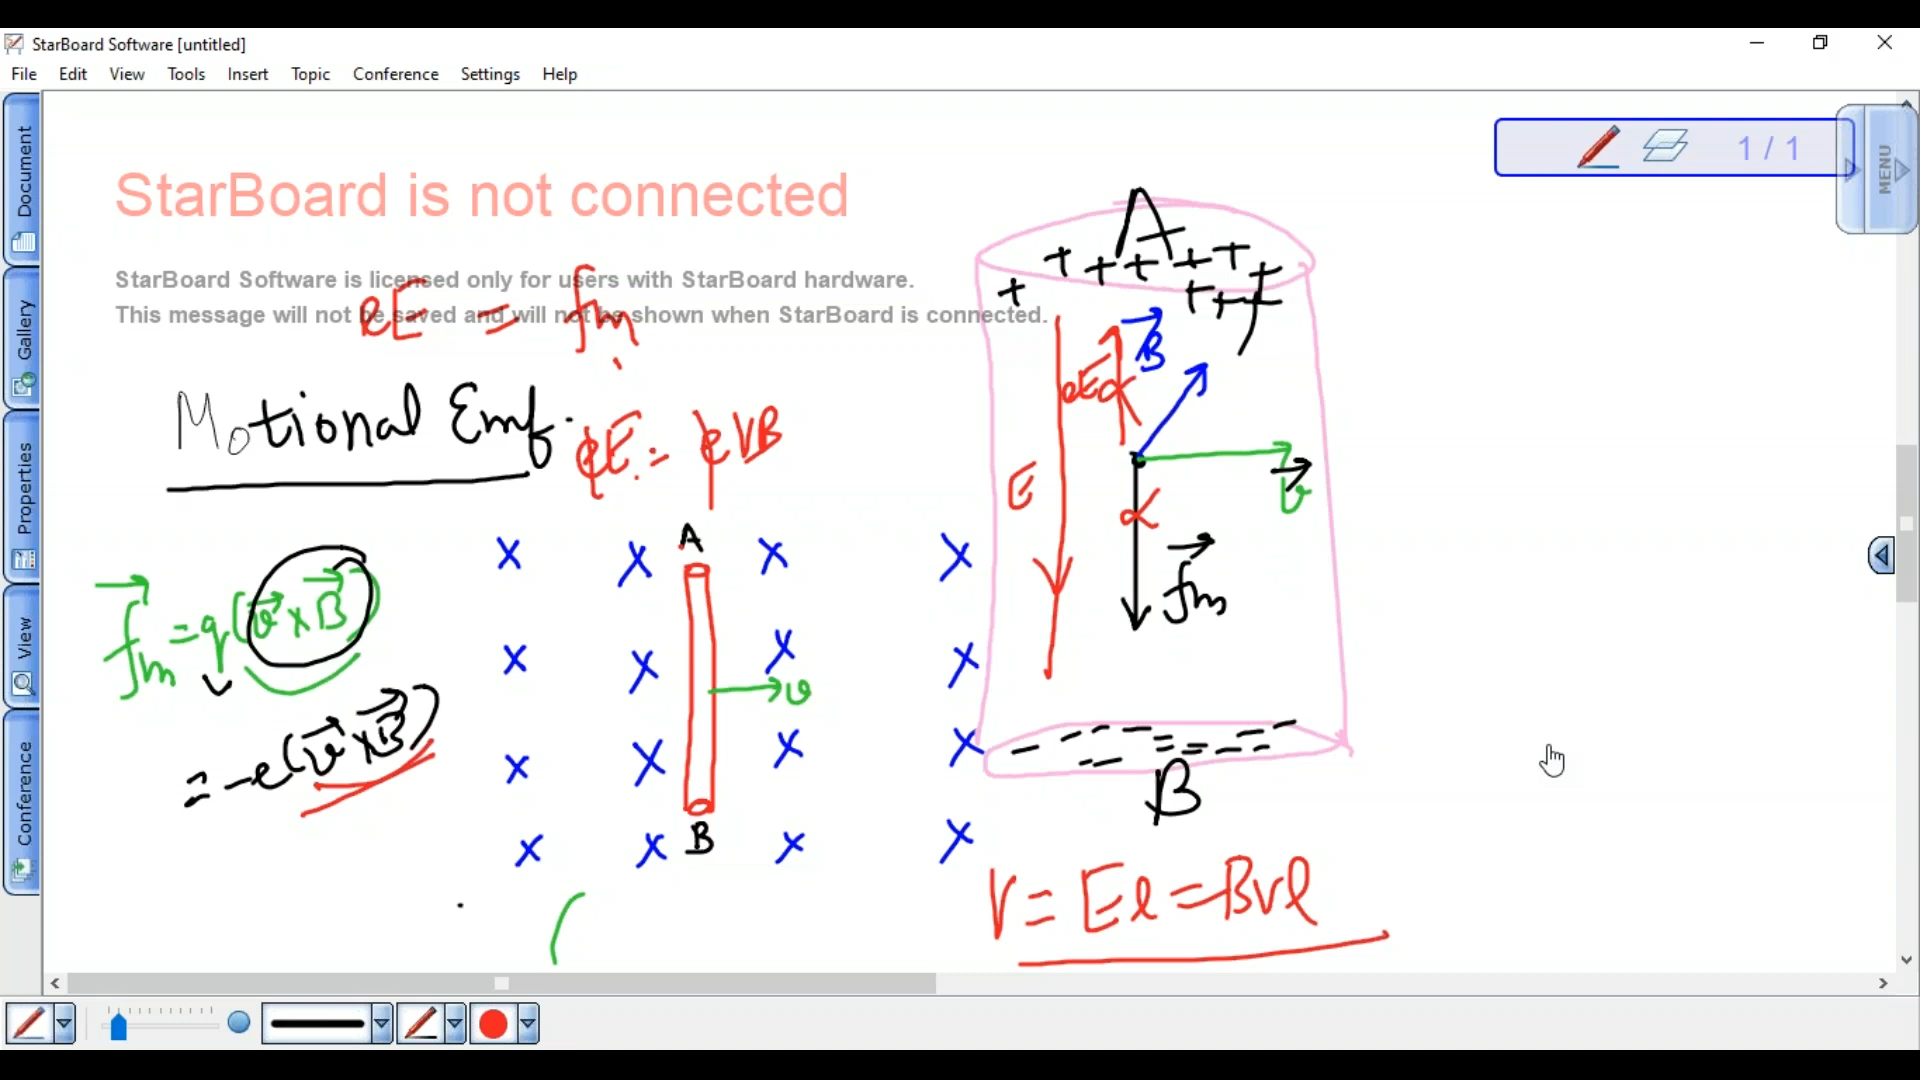 StarBoard Software [untitled]
File Edit View Tools Insert Topic Conference Settings Help
Document
Gallery
Properties
View
Conference
1 / 1
MENU
StarBoard is not connected
StarBoard Software is licensed only for users with StarBoard hardware.
This message will not be saved and will not be shown when StarBoard is connected.
eE = fm
Motional Emf.
eE = eVB
A
B
v
x x x x
x x x x
x x x x
x x x x
f⃗m = q(v⃗ x B⃗)
= -e(v⃗ x B⃗)
A
+ + + + + + + + + +
B⃗
eE
E
v⃗
f⃗m
B
V = El = Bvl